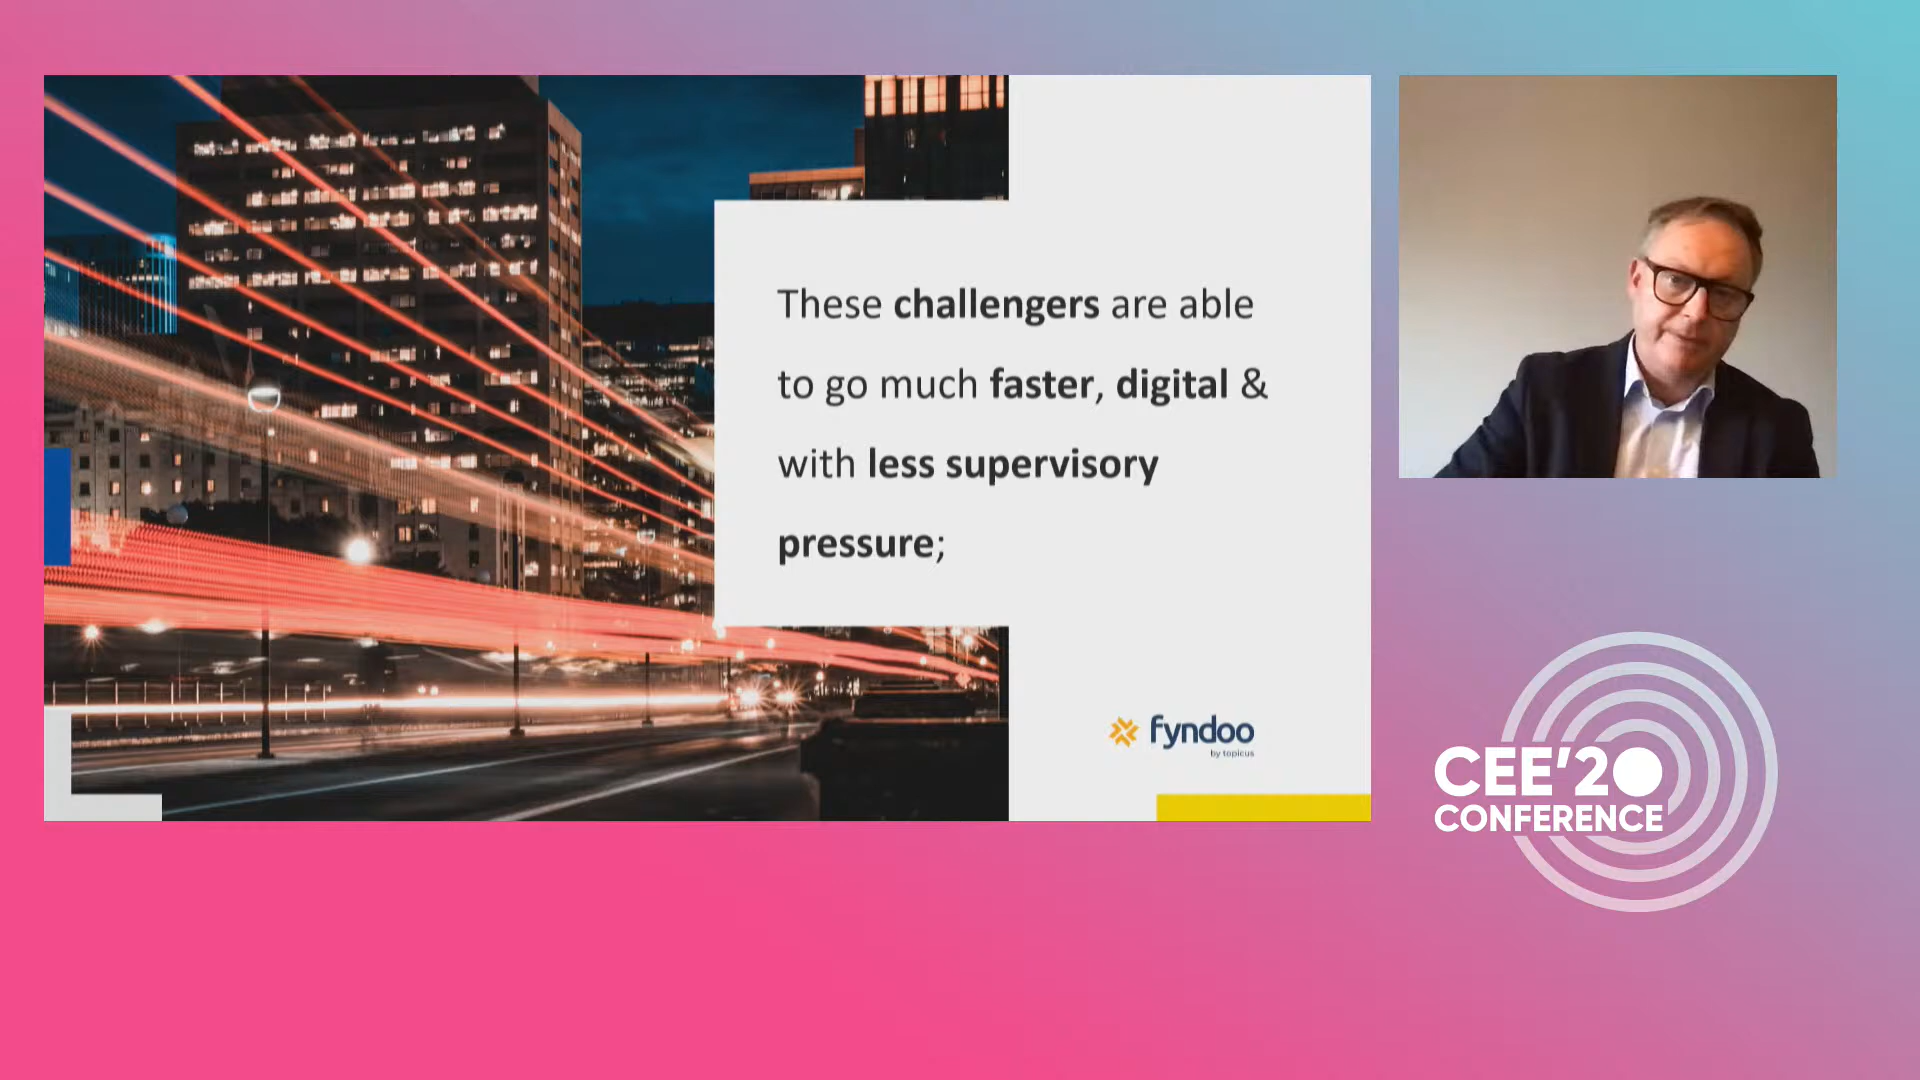 These challengers are able
to go much faster, digital &
with less supervisory
pressure;
fyndoo
by topicus
CEE'20
CONFERENCE